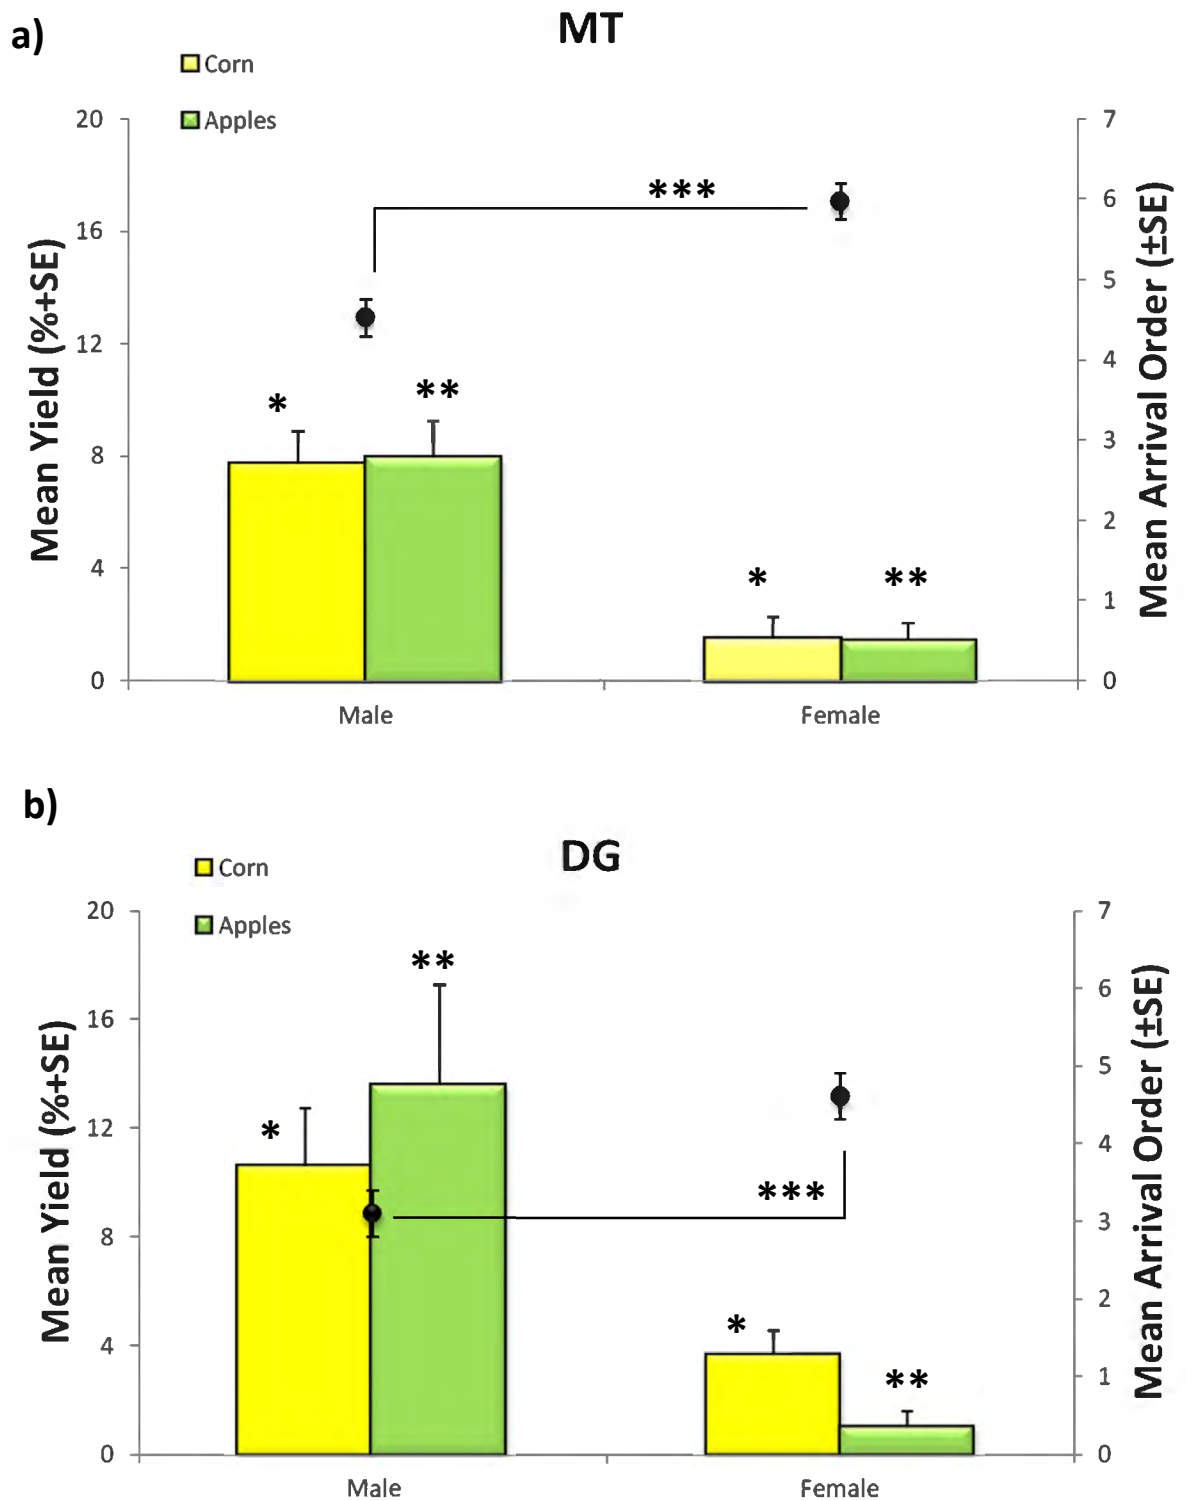 a)
MT
Corn
Apples
20
16
12
8
4
0
Mean Yield (%+SE)
7
6
5
4
3
2
1
0
Mean Arrival Order (±SE)
***
*
**
*
**
Male
Female
b)
DG
Corn
Apples
20
16
12
8
4
0
Mean Yield (%+SE)
7
6
5
4
3
2
1
0
Mean Arrival Order (±SE)
**
*
***
*
**
Male
Female